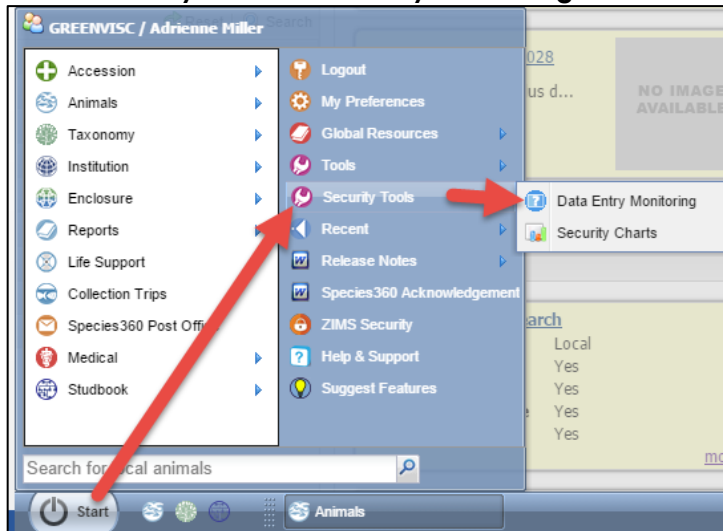 GREENVISC / Adrienne Miller
Search
Accession
Animals
Taxonomy
Institution
Enclosure
Reports
Life Support
Collection Trips
Species360 Post Office
Medical
Studbook
Search for local animals
Logout
My Preferences
Global Resources
Tools
Security Tools
Recent
Release Notes
Species360 Acknowledgement
ZIMS Security
Help & Support
Suggest Features
Data Entry Monitoring
Security Charts
028
us d...
NO IMAGE
AVAILABLE
arch
Local
Yes
Yes
Yes
Yes
Start
Animals